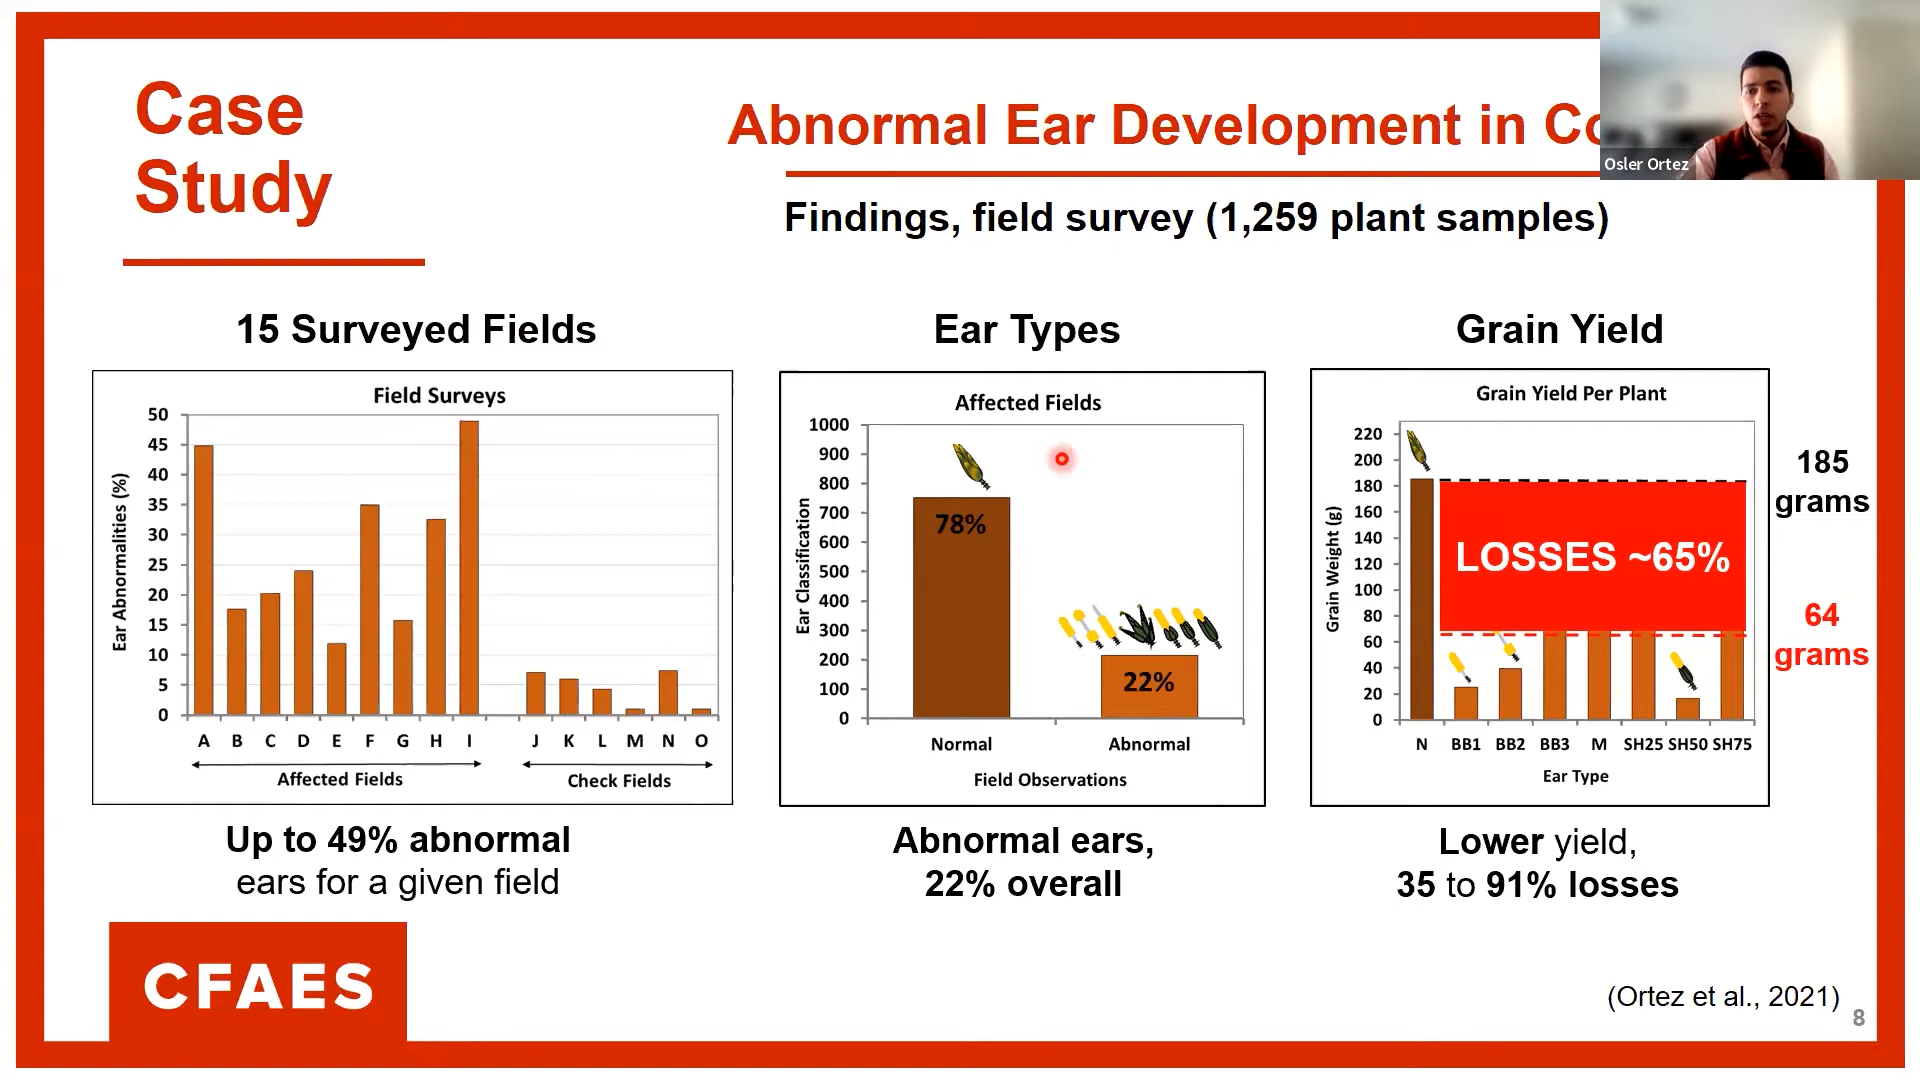 Case
Study
Abnormal Ear Development in Co
Osler Ortez
Findings, field survey (1,259 plant samples)
15 Surveyed Fields
Field Surveys
Ear Abnormalities (%)
50
45
40
35
30
25
20
15
10
5
0
A B C D E F G H I J K L M N O
Affected Fields
Check Fields
Up to 49% abnormal
ears for a given field
Ear Types
Affected Fields
Ear Classification
1000
900
800
700
600
500
400
300
200
100
0
78%
22%
Normal
Abnormal
Field Observations
Abnormal ears,
22% overall
Grain Yield
Grain Yield Per Plant
Grain Weight (g)
220
200
180
160
140
120
100
80
60
40
20
0
LOSSES ~65%
N BB1 BB2 BB3 M SH25 SH50 SH75
Ear Type
185
grams
64
grams
Lower yield,
35 to 91% losses
CFAES
(Ortez et al., 2021)
8